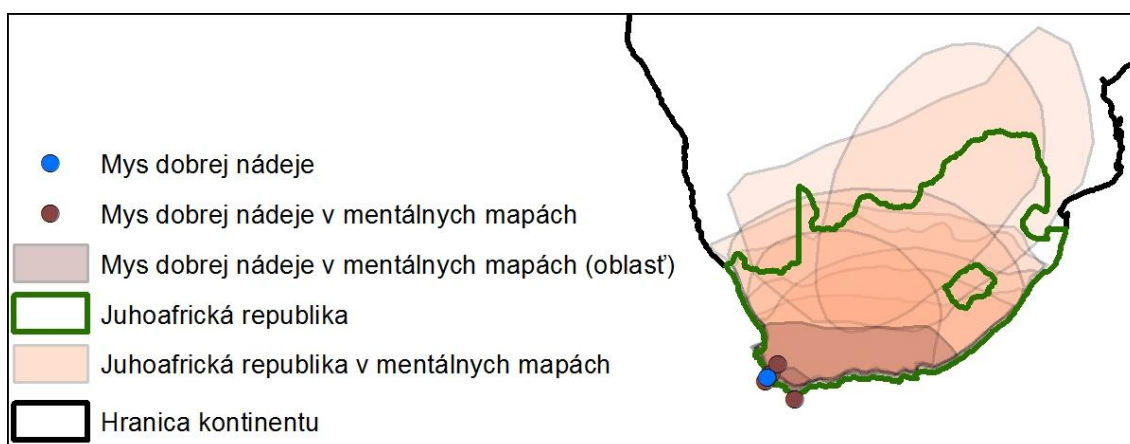 Mys dobrej nádeje
Mys dobrej nádeje v mentálnych mapách
Mys dobrej nádeje v mentálnych mapách (oblasť)
Juhoafrická republika
Juhoafrická republika v mentálnych mapách
Hranica kontinentu